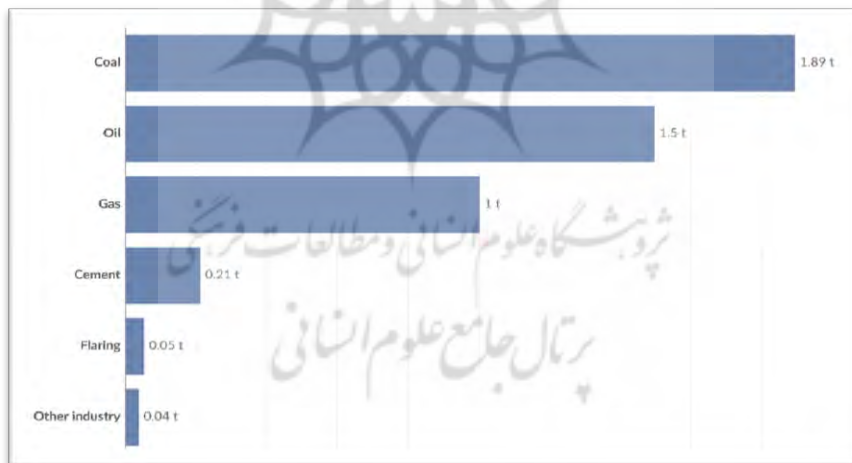 Coal 1.89 t
Oil 1.5 t
Gas 1 t
پژوهشگاه علوم انسانی و مطالعات فرهنگی
Cement 0.21 t
Flaring 0.05 t
پرتال جامع علوم انسانی
Other industry 0.04 t